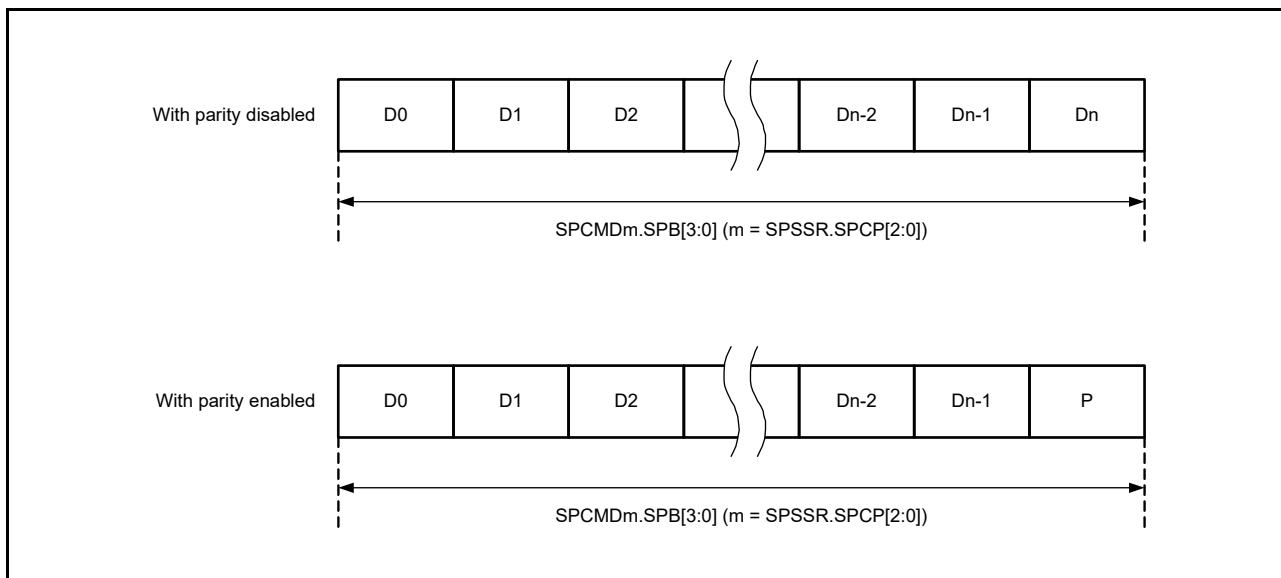 With parity disabled D0 D1 D2 Dn-2 Dn-1 Dn
SPCMDm.SPB[3:0] (m = SPSSR.SPCP[2:0])
With parity enabled D0 D1 D2 Dn-2 Dn-1 P
SPCMDm.SPB[3:0] (m = SPSSR.SPCP[2:0])